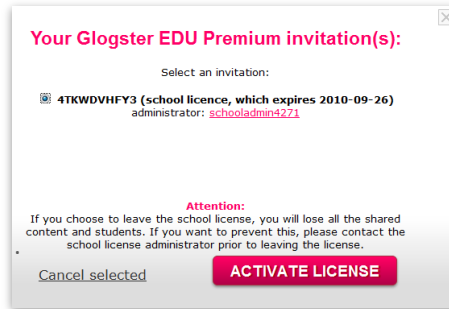 Your Glogster EDU Premium invitation(s):
Select an invitation:
4TKWDVHFY3 (school licence, which expires 2010-09-26)
administrator: schooladmin4271
Attention:
If you choose to leave the school license, you will lose all the shared
content and students. If you want to prevent this, please contact the
school license administrator prior to leaving the license.
Cancel selected
ACTIVATE LICENSE